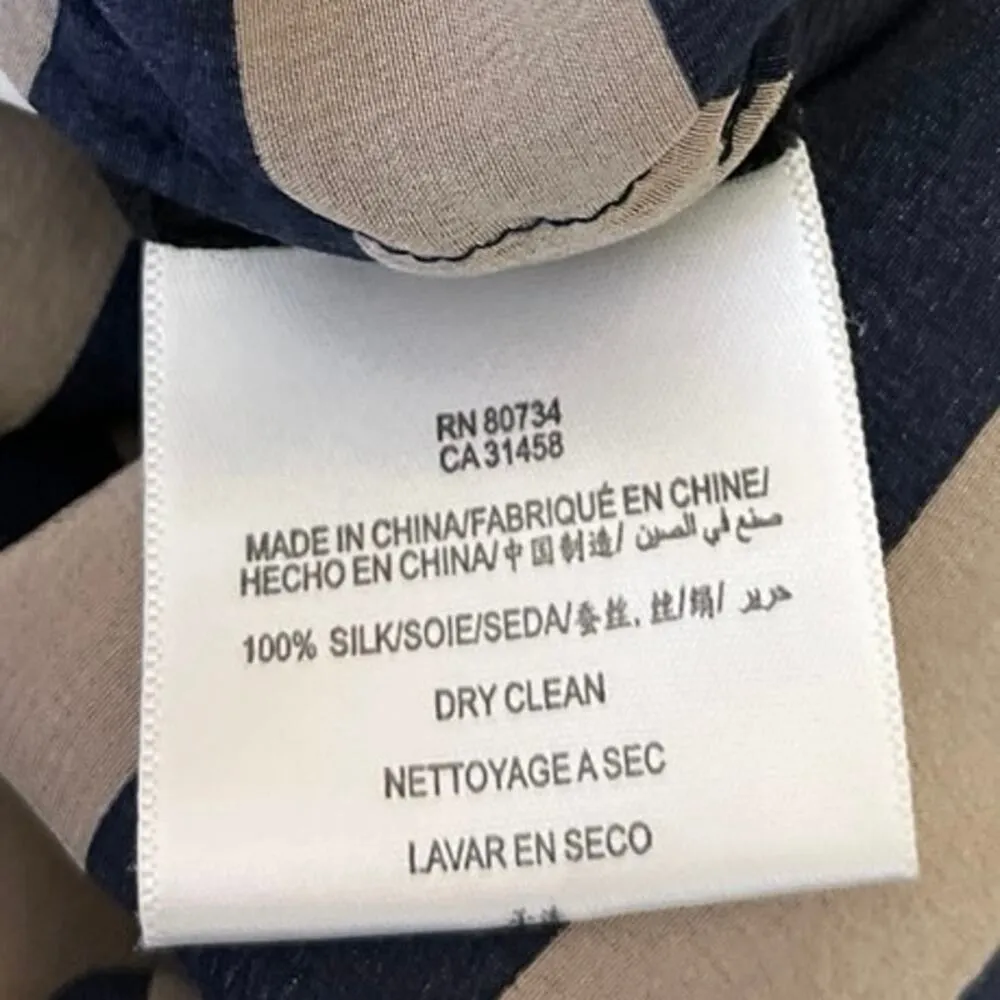 RN 80734
CA 31458
MADE IN CHINA/FABRIQUÉ EN CHINE/
HECHO EN CHINA/中国制造/ صنع في الصين
100% SILK/SOIE/SEDA/蚕丝, 丝/绢/ حرير
DRY CLEAN
NETTOYAGE A SEC
LAVAR EN SECO